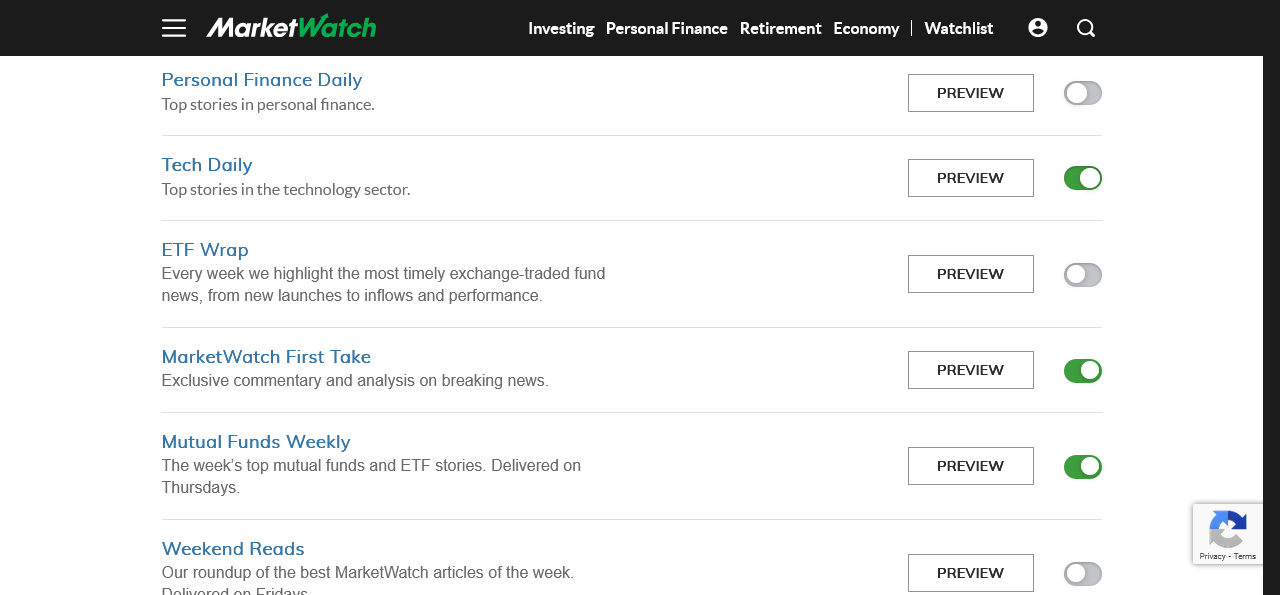 MarketWatch
Investing Personal Finance Retirement Economy Watchlist
Personal Finance Daily
Top stories in personal finance.
PREVIEW
Tech Daily
Top stories in the technology sector.
PREVIEW
ETF Wrap
Every week we highlight the most timely exchange-traded fund
news, from new launches to inflows and performance.
PREVIEW
MarketWatch First Take
Exclusive commentary and analysis on breaking news.
PREVIEW
Mutual Funds Weekly
The week’s top mutual funds and ETF stories. Delivered on
Thursdays.
PREVIEW
Weekend Reads
Our roundup of the best MarketWatch articles of the week.
Delivered on Fridays
PREVIEW
Privacy - Terms